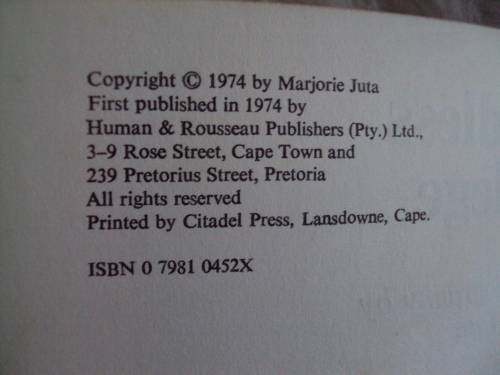 Copyright © 1974 by Marjorie Juta
First published in 1974 by
Human & Rousseau Publishers (Pty.) Ltd.,
3–9 Rose Street, Cape Town and
239 Pretorius Street, Pretoria
All rights reserved
Printed by Citadel Press, Lansdowne, Cape.
ISBN 0 7981 0452X